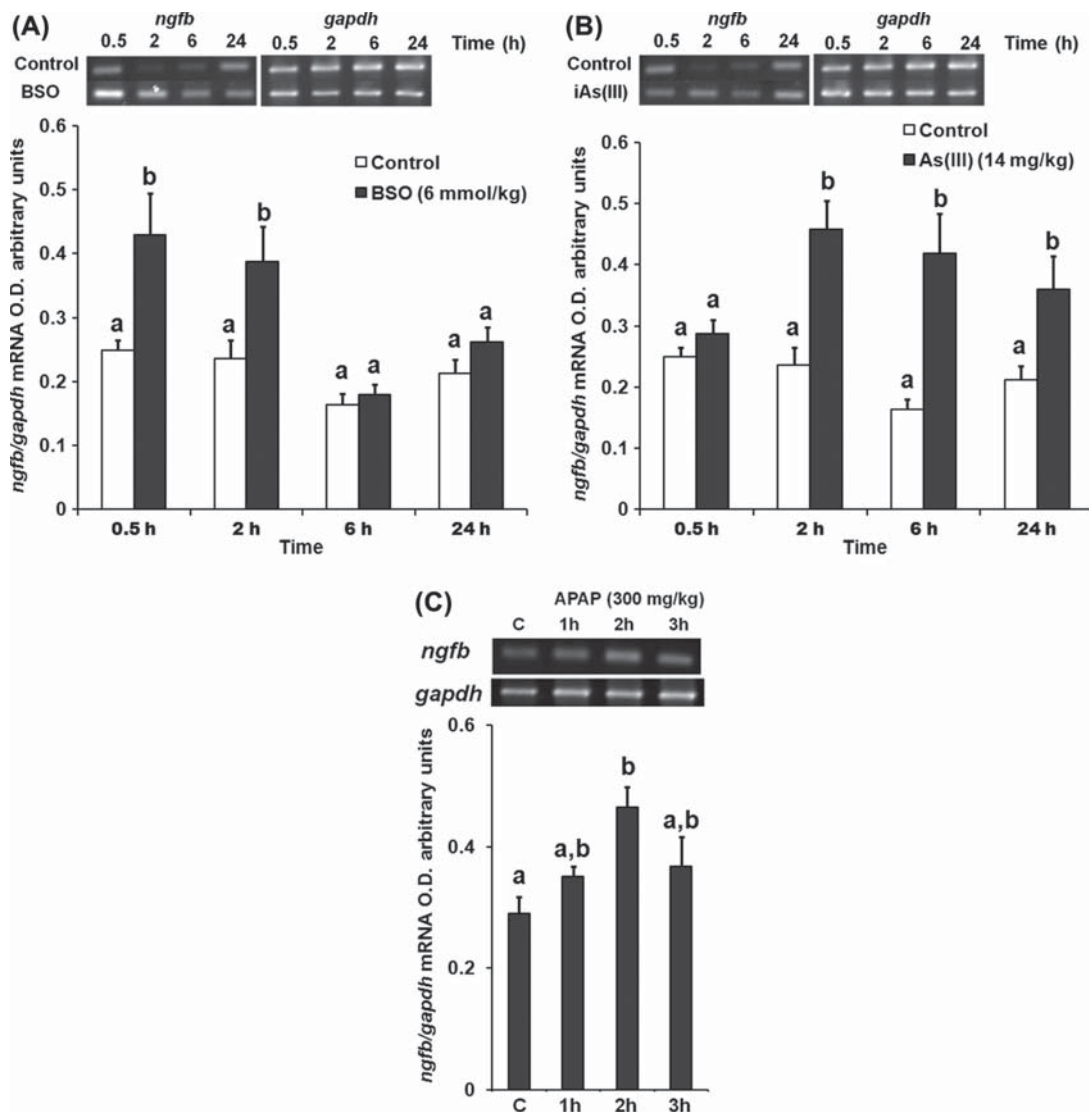 (A)
ngfb gapdh
0.5 2 6 24 0.5 2 6 24 Time (h)
Control
BSO
ngfb/gapdh mRNA O.D. arbitrary units
0.6
0.5
0.4
0.3
0.2
0.1
0
Control
BSO (6 mmol/kg)
a b a b a a a a
0.5 h 2 h 6 h 24 h
Time
(B)
ngfb gapdh
0.5 2 6 24 0.5 2 6 24 Time (h)
Control
iAs(III)
ngfb/gapdh mRNA O.D. arbitrary units
0.6
0.5
0.4
0.3
0.2
0.1
0
Control
As(III) (14 mg/kg)
a a a b a b a b
0.5 h 2 h 6 h 24 h
Time
(C)
APAP (300 mg/kg)
C 1h 2h 3h
ngfb
gapdh
ngfb/gapdh mRNA O.D. arbitrary units
0.6
0.4
0.2
0
a a,b b a,b
C 1h 2h 3h